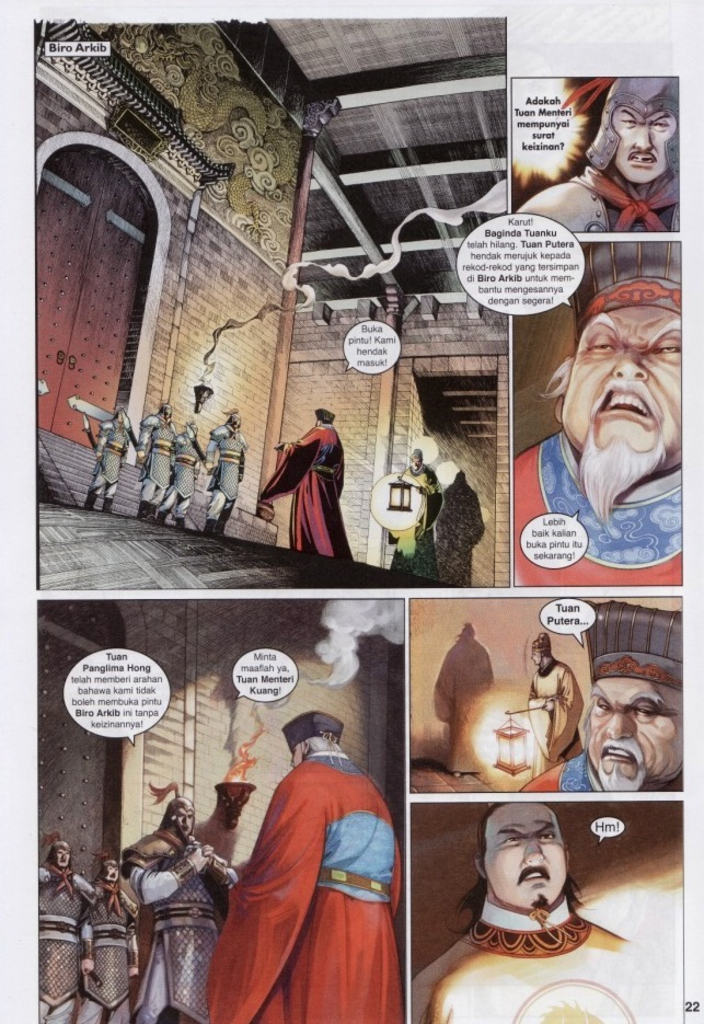 Biro Arkib
Buka
pintu! Kami
hendak
masuk!
Adakah
Tuan Menteri
mempunyai
surat
keizinan?
Karut!
Baginda Tuanku
telah hilang. Tuan Putera
hendak merujuk kepada
rekod-rekod yang tersimpan
di Biro Arkib untuk mem-
bantu mengesannya
dengan segera!
Lebih
baik kalian
buka pintu itu
sekarang!
Tuan
Panglima Hong
telah memberi arahan
bahawa kami tidak
boleh membuka pintu
Biro Arkib ini tanpa
keizinannya!
Minta
maaflah ya,
Tuan Menteri
Kuang!
Tuan
Putera...
Hm!
22